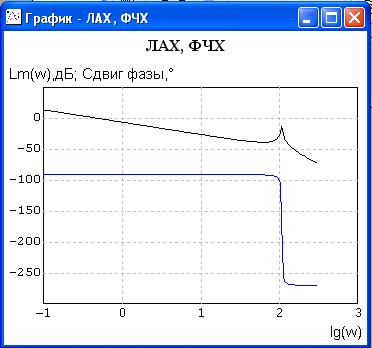 График - ЛАХ, ФЧХ
ЛАХ, ФЧХ
Lm(w),дБ; Сдвиг фазы,°
0
-50
-100
-150
-200
-250
-1 0 1 2 3
lg(w)